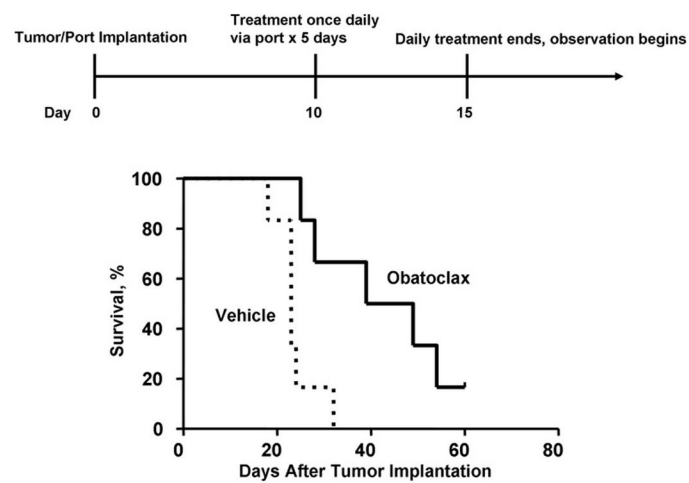 Treatment once daily
Tumor/Port Implantation
via port x 5 days
Daily treatment ends, observation begins
Day 0 10 15
100
80
60
40
20
0
Survival, %
Obatoclax
Vehicle
0 20 40 60 80
Days After Tumor Implantation